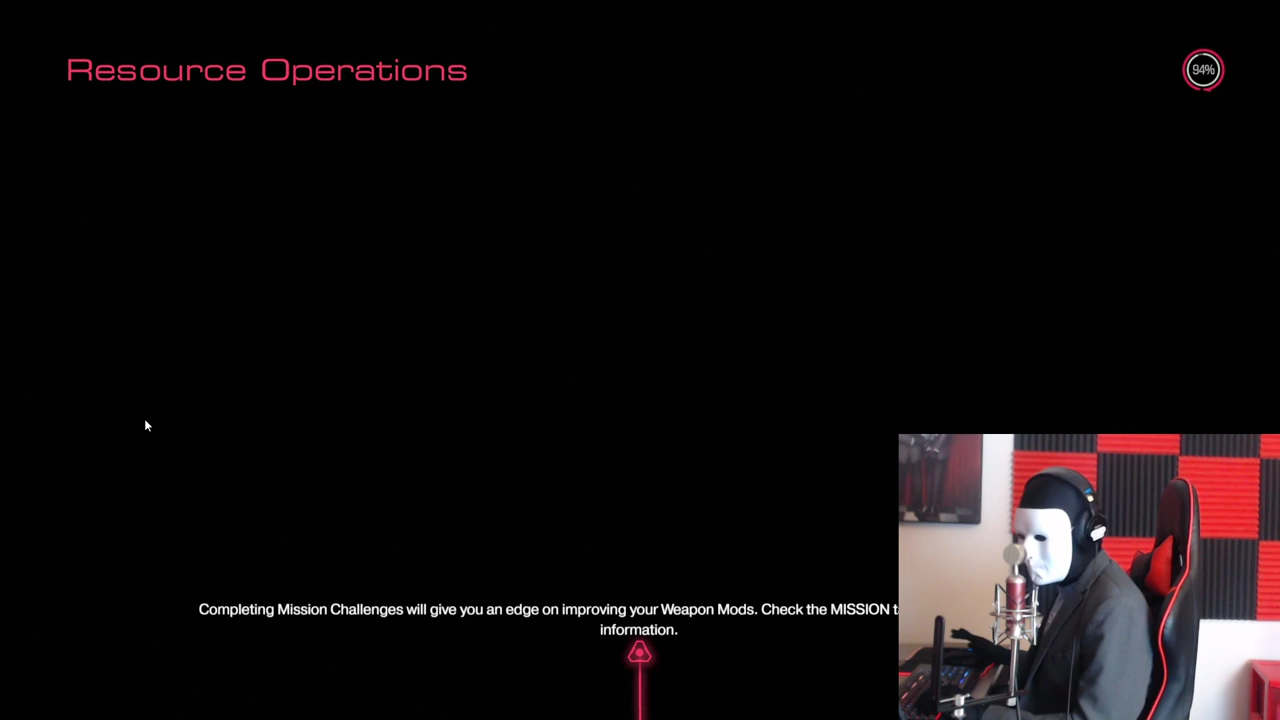 Resource Operations
94%
Completing Mission Challenges will give you an edge on improving your Weapon Mods. Check the MISSION
information.